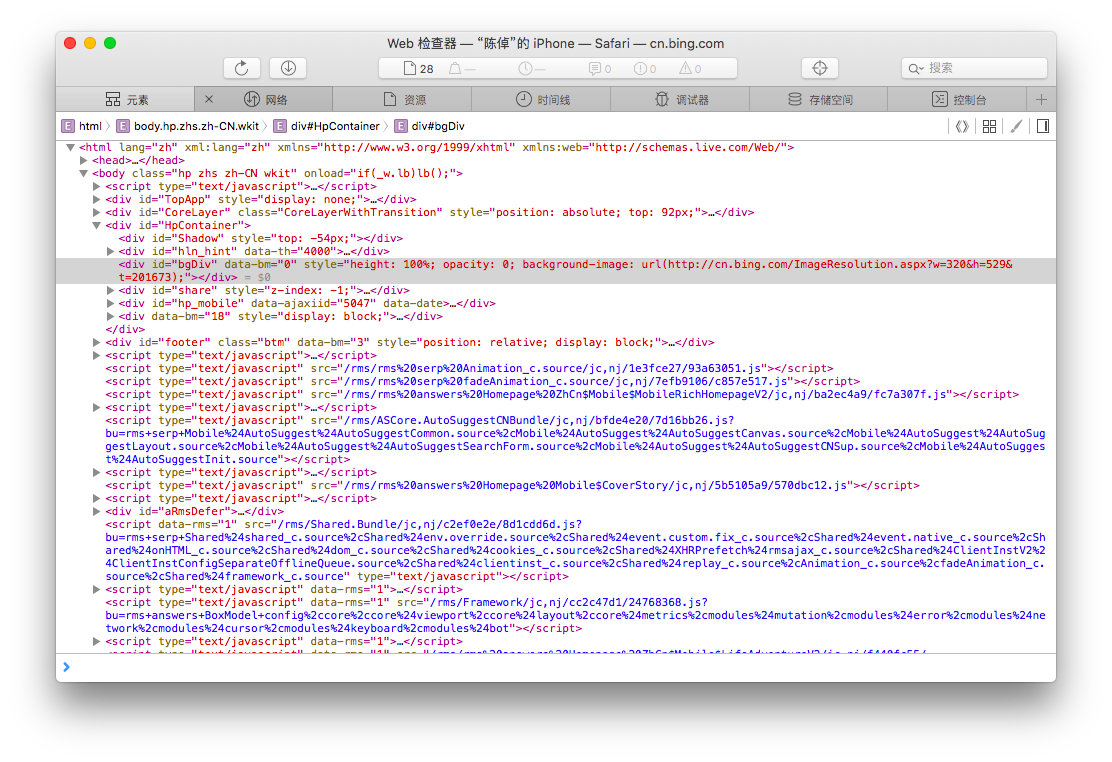 Web 检查器 — “陈倬”的 iPhone — Safari — cn.bing.com
28 — — 0 0 0 搜索
元素 × 网络 资源 时间线 调试器 存储空间 控制台 +
E html E body.hp.zhs.zh-CN.wkit E div#HpContainer E div#bgDiv
<html lang="zh" xml:lang="zh" xmlns="http://www.w3.org/1999/xhtml" xmlns:web="http://schemas.live.com/Web/">
<head>…</head>
<body class="hp zhs zh-CN wkit" onload="if(_w.lb)lb();">
<script type="text/javascript">…</script>
<div id="TopApp" style="display: none;">…</div>
<div id="CoreLayer" class="CoreLayerWithTransition" style="position: absolute; top: 92px;">…</div>
<div id="HpContainer">
<div id="Shadow" style="top: -54px;"></div>
<div id="hln_hint" data-th="4000">…</div>
<div id="bgDiv" data-bm="0" style="height: 100%; opacity: 0; background-image: url(http://cn.bing.com/ImageResolution.aspx?w=320&h=529&
t=201673);"></div> = $0
<div id="share" style="z-index: -1;">…</div>
<div id="hp_mobile" data-ajaxiid="5047" data-date>…</div>
<div data-bm="18" style="display: block;">…</div>
</div>
<div id="footer" class="btm" data-bm="3" style="position: relative; display: block;">…</div>
<script type="text/javascript">…</script>
<script type="text/javascript" src="/rms/rms%20serp%20Animation_c.source/jc,nj/1e3fce27/93a63051.js"></script>
<script type="text/javascript" src="/rms/rms%20serp%20fadeAnimation_c.source/jc,nj/7efb9106/c857e517.js"></script>
<script type="text/javascript" src="/rms/rms%20answers%20Homepage%20ZhCn$Mobile$MobileRichHomepageV2/jc,nj/ba2ec4a9/fc7a307f.js"></script>
<script type="text/javascript">…</script>
<script type="text/javascript" src="/rms/ASCore.AutoSuggestCNBundle/jc,nj/bfde4e20/7d16bb26.js?
bu=rms+serp+Mobile%24AutoSuggest%24AutoSuggestCommon.source%2cMobile%24AutoSuggest%24AutoSuggestCanvas.source%2cMobile%24AutoSuggest%24AutoSug
gestLayout.source%2cMobile%24AutoSuggest%24AutoSuggestSearchForm.source%2cMobile%24AutoSuggest%24AutoSuggestCNSup.source%2cMobile%24AutoSugges
t%24AutoSuggestInit.source"></script>
<script type="text/javascript">…</script>
<script type="text/javascript" src="/rms/rms%20answers%20Homepage%20Mobile$CoverStory/jc,nj/5b5105a9/570dbc12.js"></script>
<script type="text/javascript">…</script>
<div id="aRmsDefer">…</div>
<script data-rms="1" src="/rms/Shared.Bundle/jc,nj/c2ef0e2e/8d1cdd6d.js?
bu=rms+serp+Shared%24shared_c.source%2cShared%24env.override.source%2cShared%24event.custom.fix_c.source%2cShared%24event.native_c.source%2cSh
ared%24onHTML_c.source%2cShared%24dom_c.source%2cShared%24cookies_c.source%2cShared%24XHRPrefetch%24rmsajax_c.source%2cShared%24ClientInstV2%2
4ClientInstConfigSeparateOfflineQueue.source%2cShared%24clientinst_c.source%2cShared%24replay_c.source%2cAnimation_c.source%2cfadeAnimation_c.
source%2cShared%24framework_c.source" type="text/javascript"></script>
<script type="text/javascript" data-rms="1">…</script>
<script type="text/javascript" data-rms="1" src="/rms/Framework/jc,nj/cc2c47d1/24768368.js?
bu=rms+answers+BoxModel+config%2ccore%2ccore%24viewport%2ccore%24layout%2ccore%24metrics%2cmodules%24mutation%2cmodules%24error%2cmodules%24ne
twork%2cmodules%24cursor%2cmodules%24keyboard%2cmodules%24bot"></script>
<script type="text/javascript" data-rms="1">…</script>